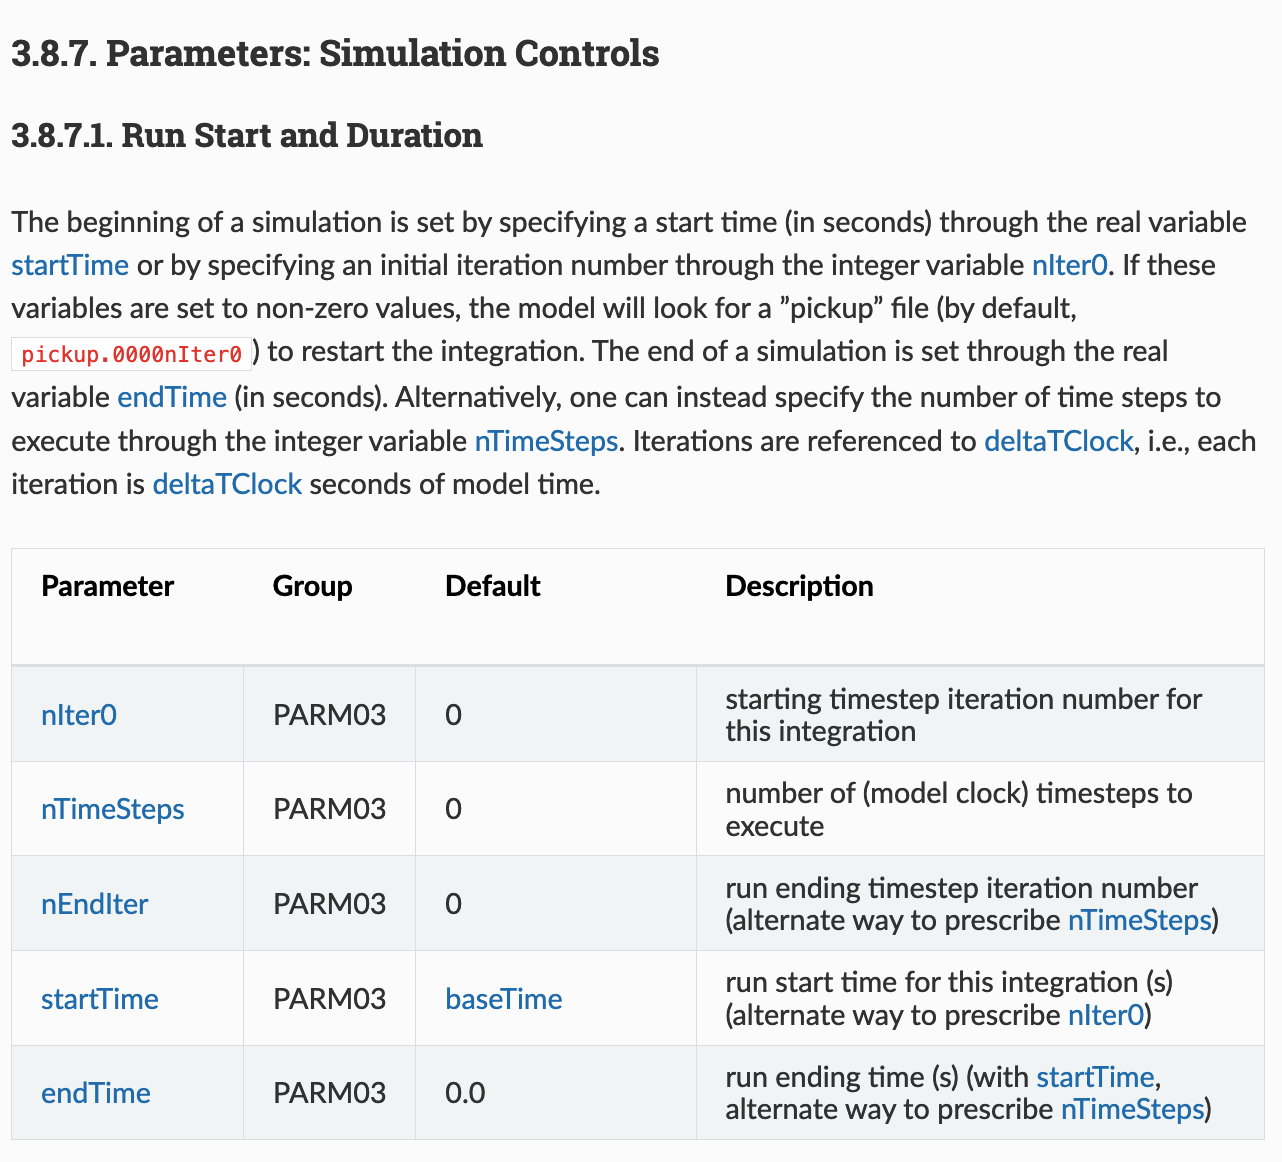 3.8.7. Parameters: Simulation Controls
3.8.7.1. Run Start and Duration
The beginning of a simulation is set by specifying a start time (in seconds) through the real variable
startTime or by specifying an initial iteration number through the integer variable nIter0. If these
variables are set to non-zero values, the model will look for a ”pickup” file (by default,
pickup.0000nIter0) to restart the integration. The end of a simulation is set through the real
variable endTime (in seconds). Alternatively, one can instead specify the number of time steps to
execute through the integer variable nTimeSteps. Iterations are referenced to deltaTClock, i.e., each
iteration is deltaTClock seconds of model time.
Parameter Group Default Description
nIter0 PARM03 0 starting timestep iteration number for
this integration
nTimeSteps PARM03 0 number of (model clock) timesteps to
execute
nEndIter PARM03 0 run ending timestep iteration number
(alternate way to prescribe nTimeSteps)
startTime PARM03 baseTime run start time for this integration (s)
(alternate way to prescribe nIter0)
endTime PARM03 0.0 run ending time (s) (with startTime,
alternate way to prescribe nTimeSteps)